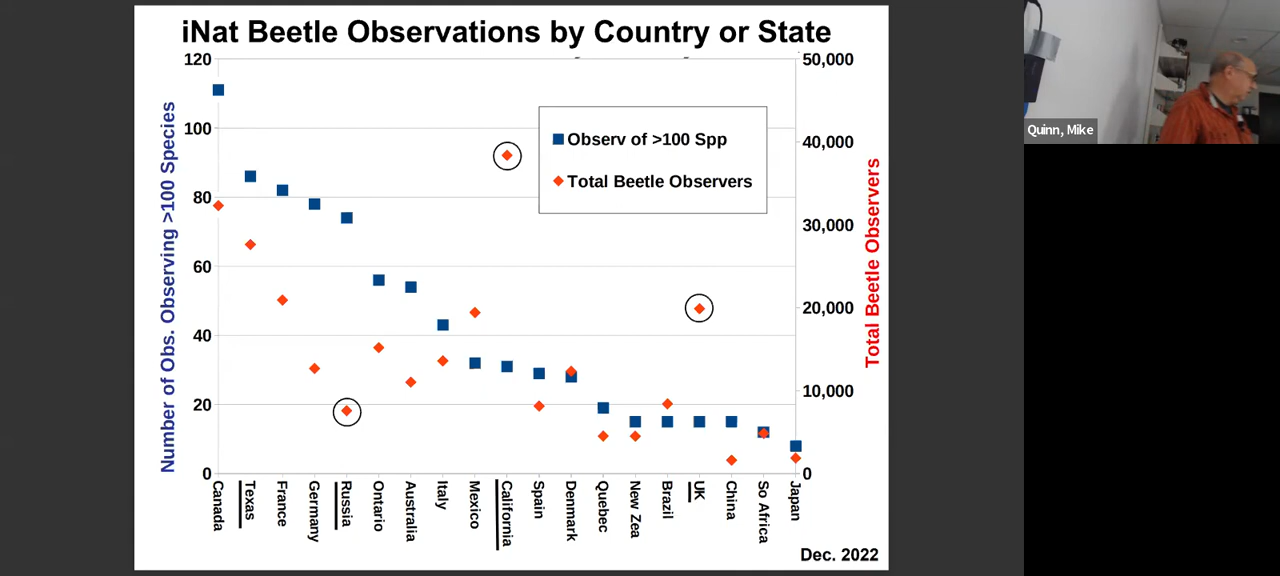 iNat Beetle Observations by Country or State
120
100
80
60
40
20
0
Number of Obs. Observing >100 Species
50,000
40,000
30,000
20,000
10,000
0
Total Beetle Observers
Observ of >100 Spp
Total Beetle Observers
Canada
Texas
France
Germany
Russia
Ontario
Australia
Italy
Mexico
California
Spain
Denmark
Quebec
New Zea
Brazil
UK
China
So Africa
Japan
Dec. 2022
Quinn, Mike